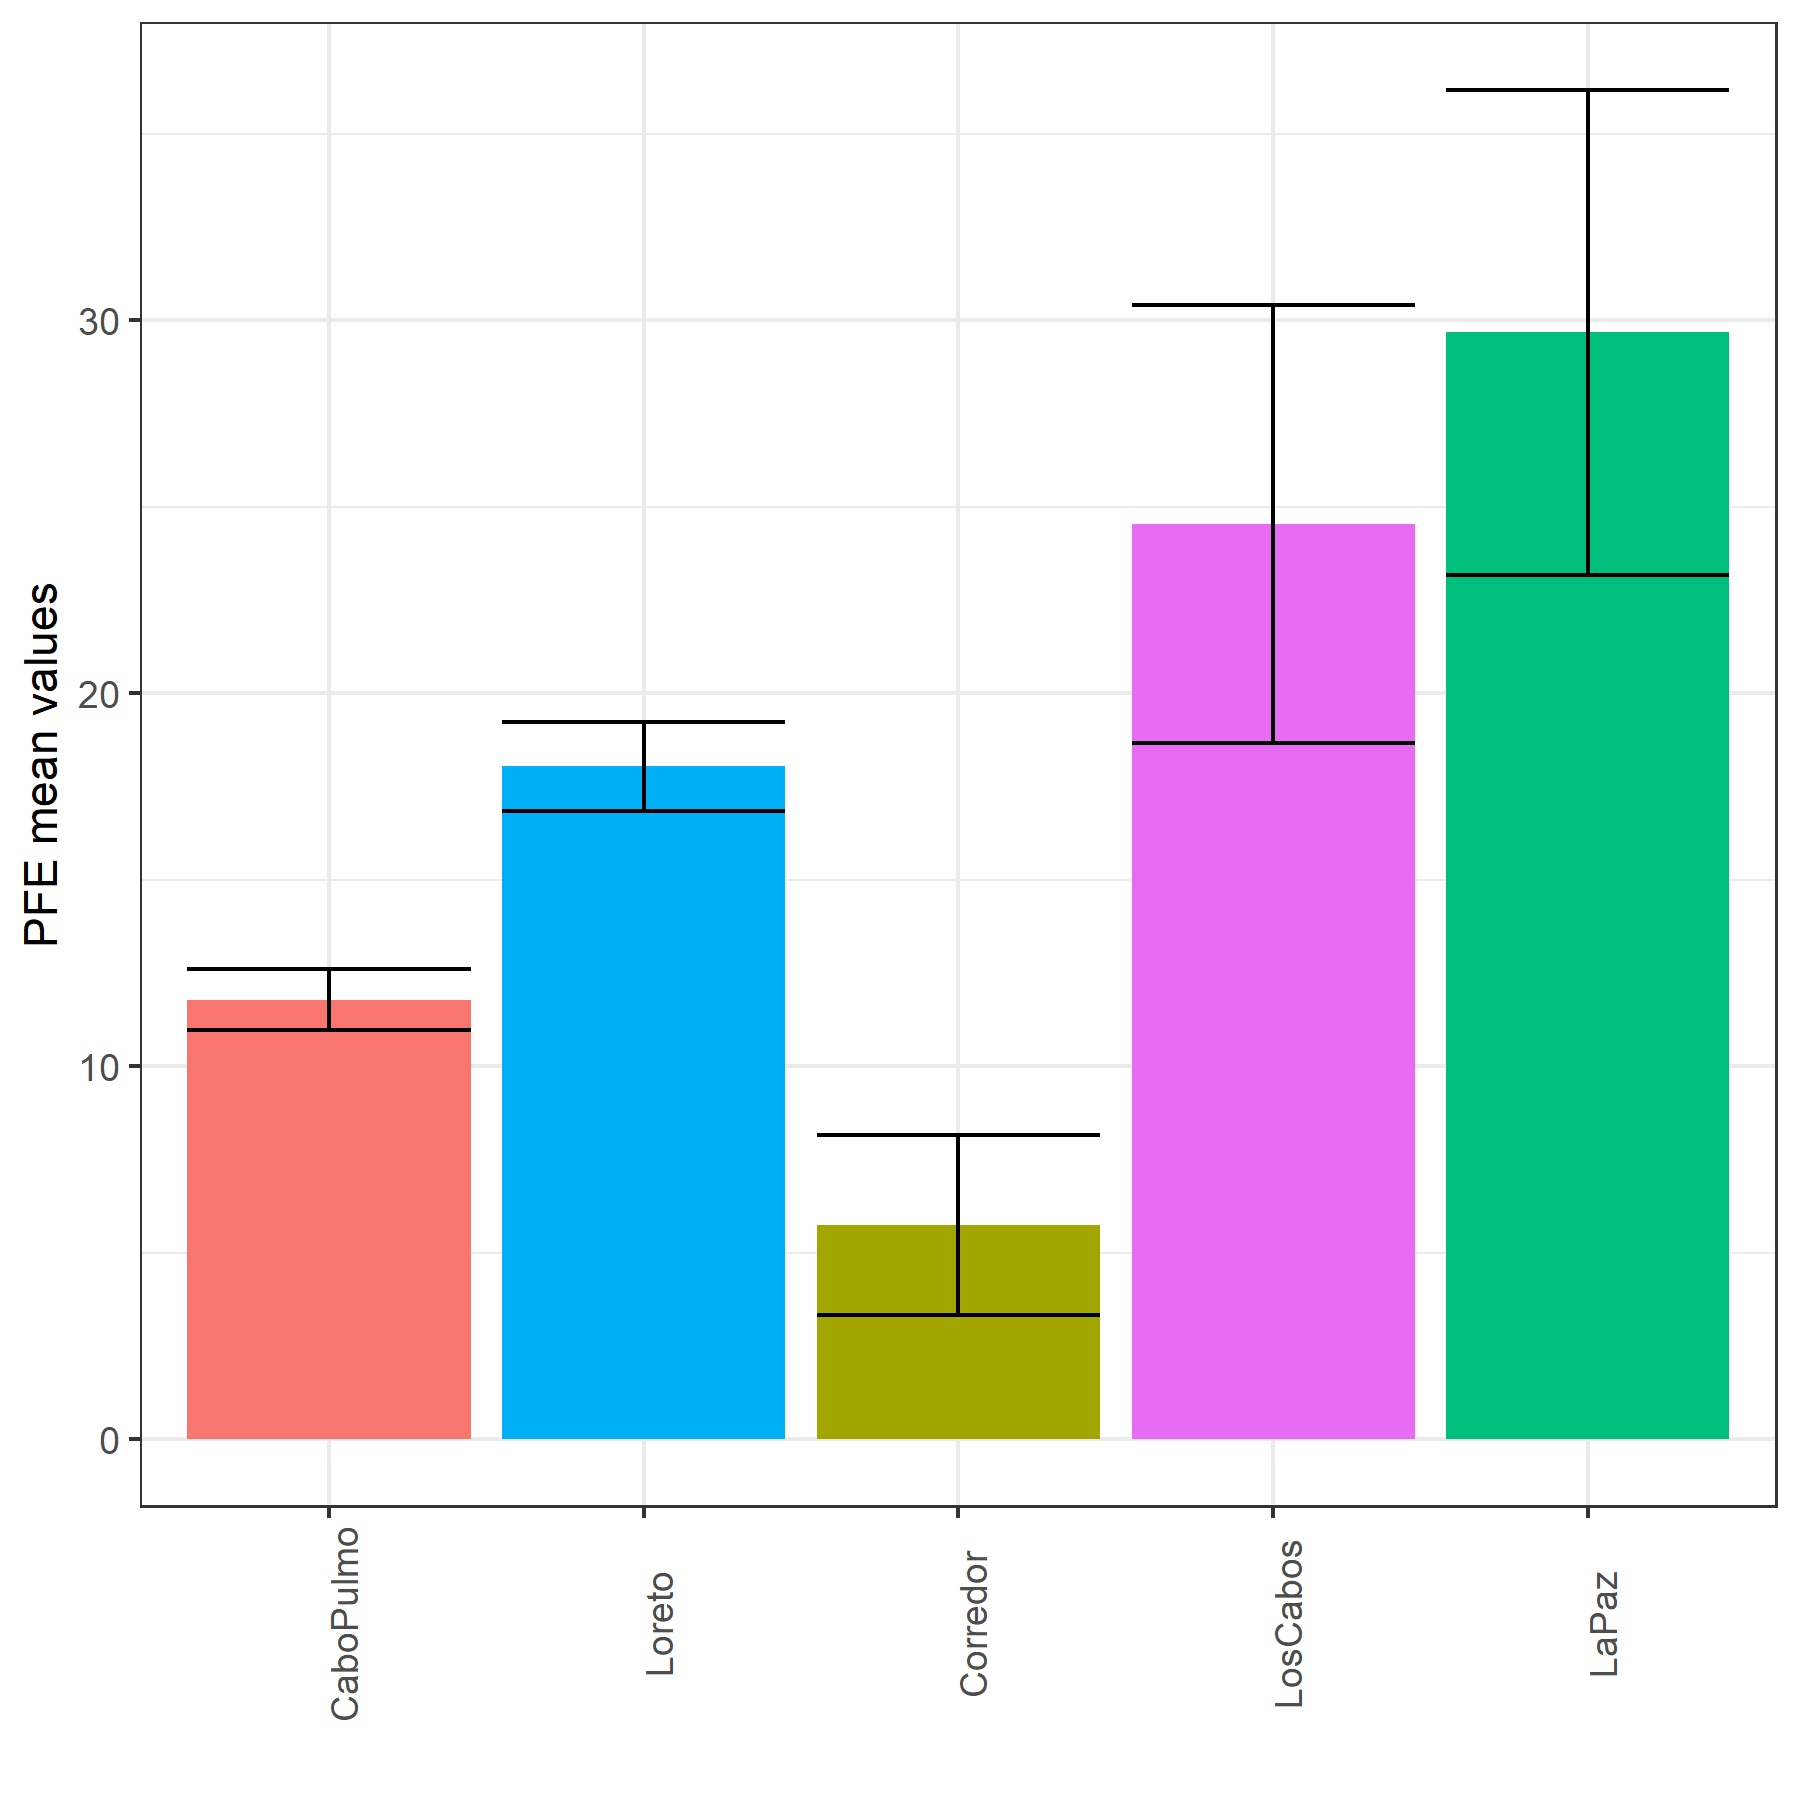 PFE mean values
30
20
10
0
CaboPulmo
Loreto
Corredor
LosCabos
LaPaz